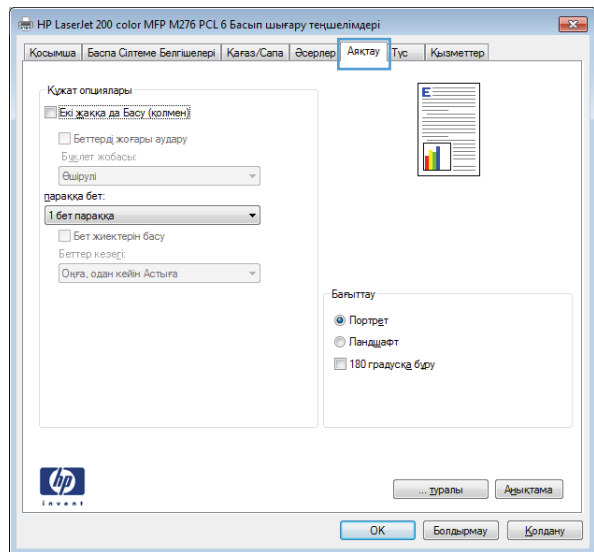 HP LaserJet 200 color MFP M276 PCL 6 Басып шығару теңшелімдері
Қосымша Баспа Сілтеме Белгішелері Қағаз/Сапа Әсерлер Аяқтау Түс Қызметтер
Құжат опциялары
Екі жаққа да Басу (қолмен)
Беттерді жоғары аудару
Буклет жобасы:
Өшірулі
параққа бет:
1 бет параққа
Бет жиектерін басу
Беттер кезегі:
Оңға, одан кейін Астыға
E
Бағыттау
Портрет
Ландшафт
180 градусқа бұру
hp
invent
... туралы Анықтама
OK Болдырмау Қолдану